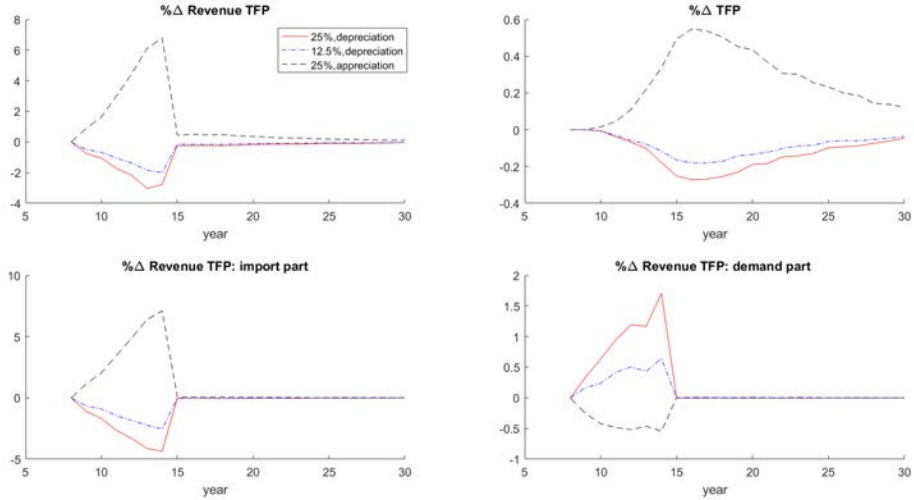 %Δ Revenue TFP
8
6
4
2
0
-2
-4
5 10 15 20 25 30
year
25%,depreciation
12.5%,depreciation
25%,appreciation
%Δ TFP
0.6
0.4
0.2
0
-0.2
-0.4
5 10 15 20 25 30
year
%Δ Revenue TFP: import part
10
5
0
-5
5 10 15 20 25 30
year
%Δ Revenue TFP: demand part
2
1.5
1
0.5
0
-0.5
-1
5 10 15 20 25 30
year